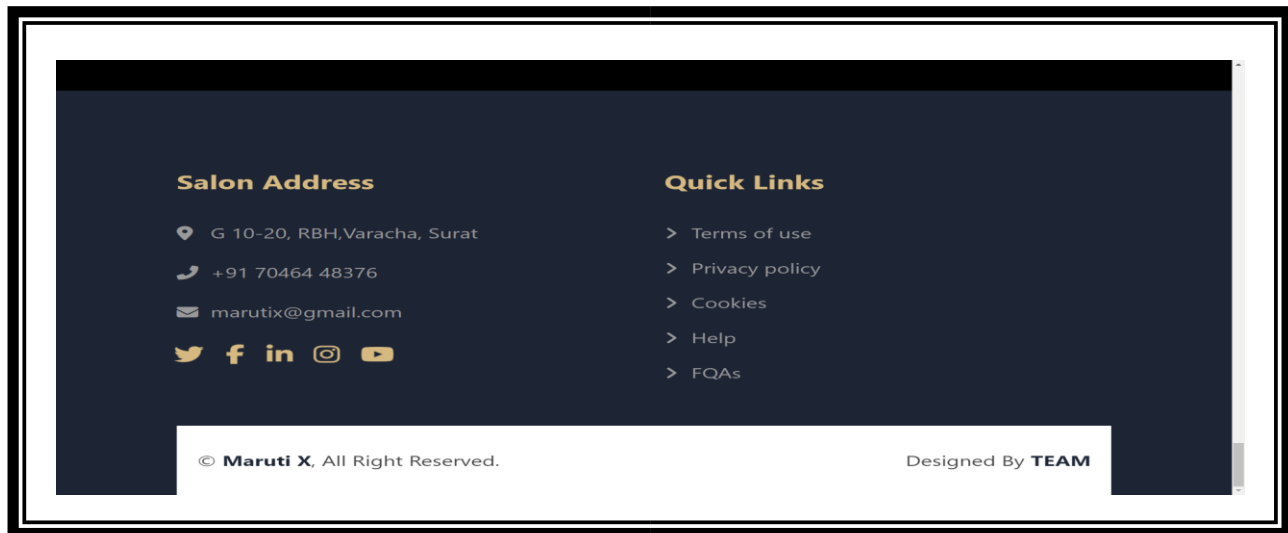 Salon Address
G 10-20, RBH,Varacha, Surat
+91 70464 48376
marutix@gmail.com
Quick Links
> Terms of use
> Privacy policy
> Cookies
> Help
> FQAs
© Maruti X, All Right Reserved.
Designed By TEAM